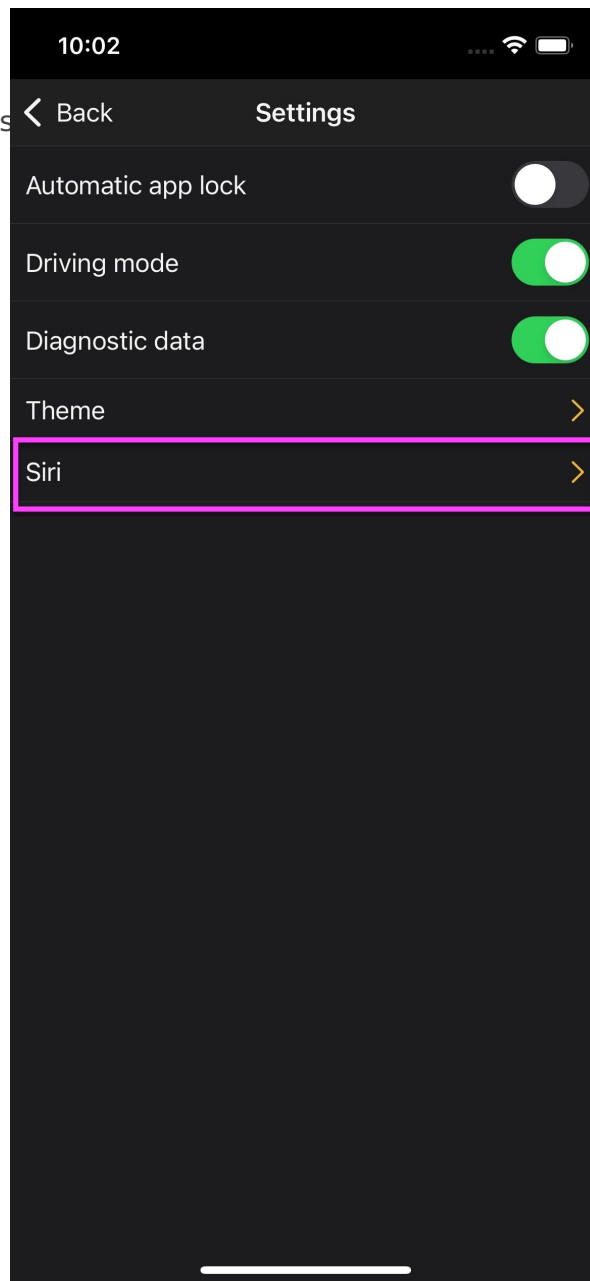 10:02
s
Back
Settings
Automatic app lock
Driving mode
Diagnostic data
Theme
Siri